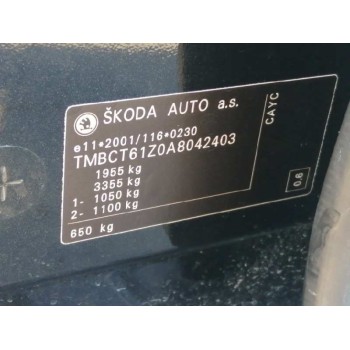 ŠKODA AUTO a.s.
e11*2001/116*0230
TMBCT61Z0A8042403
1955 kg
3355 kg
1- 1050 kg
2- 1100 kg
650 kg
CAYC
0.6